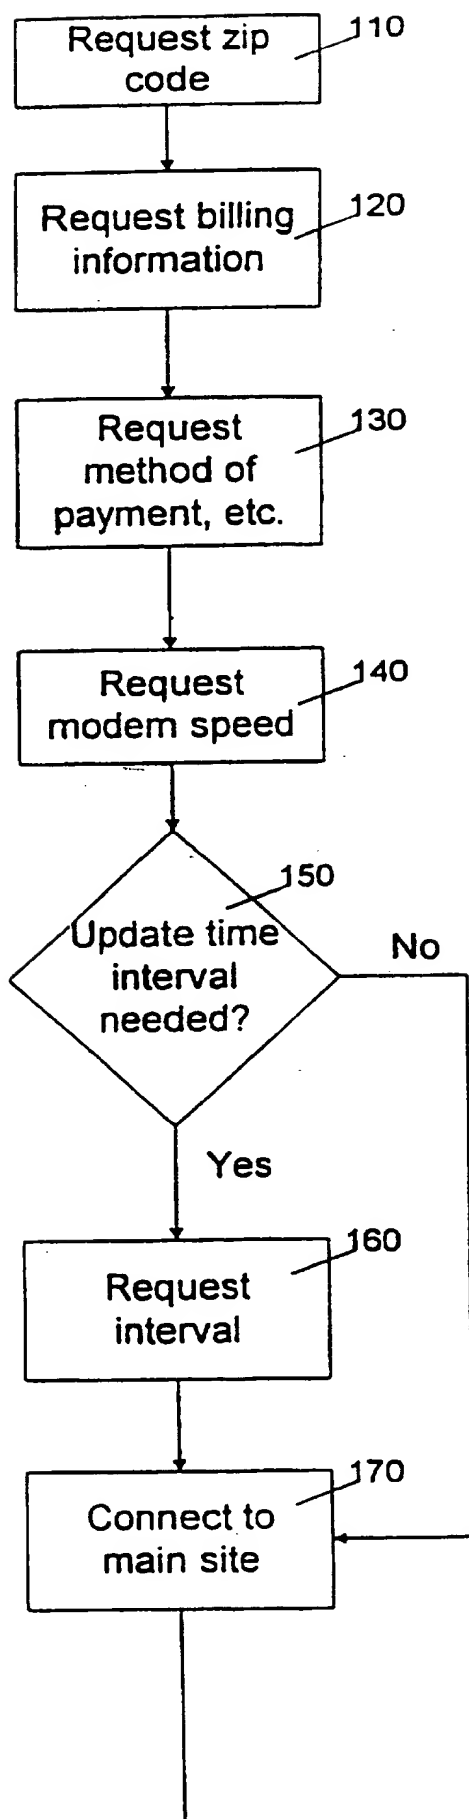 Request zip
code
110
Request billing
information
120
Request
method of
payment, etc.
130
Request
modem speed
140
150
Update time
interval
needed?
No
Yes
160
Request
interval
170
Connect to
main site